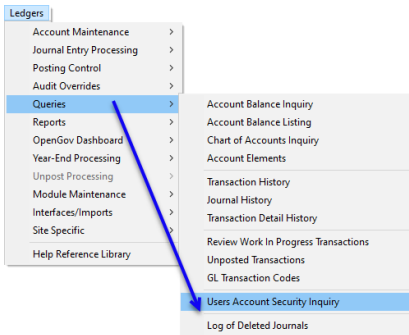 Ledgers
Account Maintenance
Journal Entry Processing
Posting Control
Audit Overrides
Queries
Reports
OpenGov Dashboard
Year-End Processing
Unpost Processing
Module Maintenance
Interfaces/Imports
Site Specific
Help Reference Library
Account Balance Inquiry
Account Balance Listing
Chart of Accounts Inquiry
Account Elements
Transaction History
Journal History
Transaction Detail History
Review Work In Progress Transactions
Unposted Transactions
GL Transaction Codes
Users Account Security Inquiry
Log of Deleted Journals